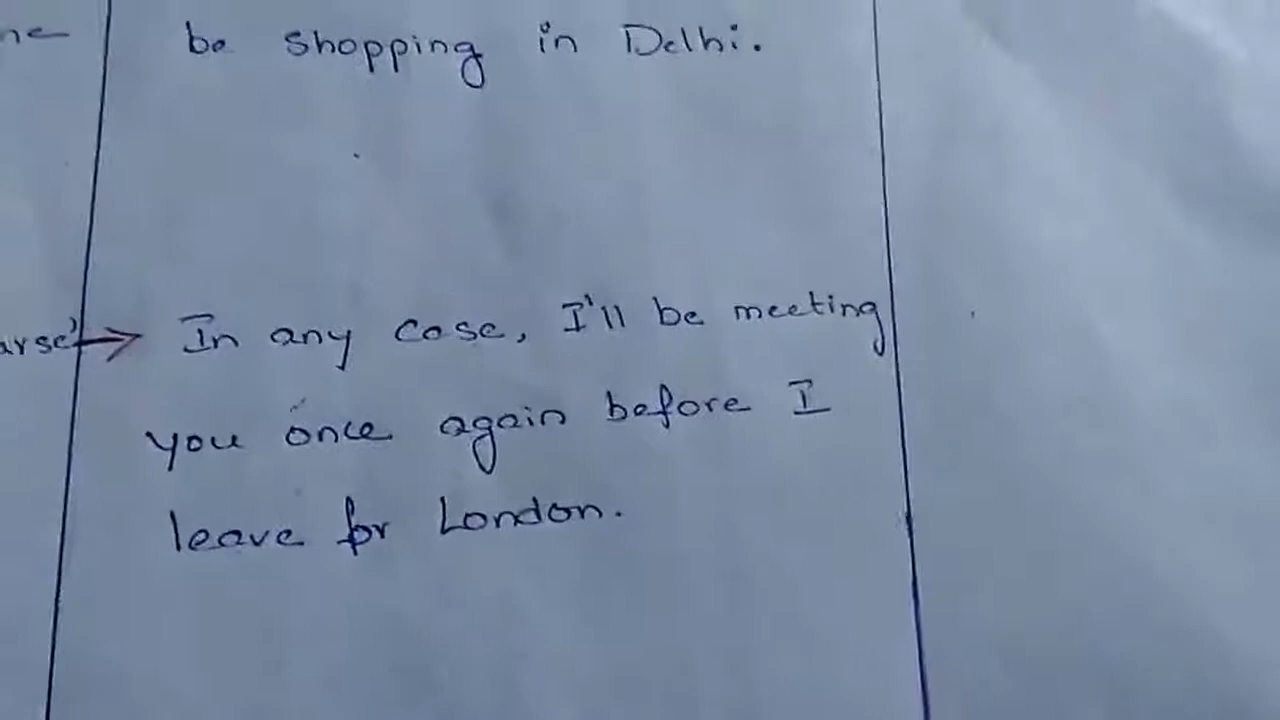 be shopping in Delhi.
In any case, I'll be meeting
you once again before I
leave for London.